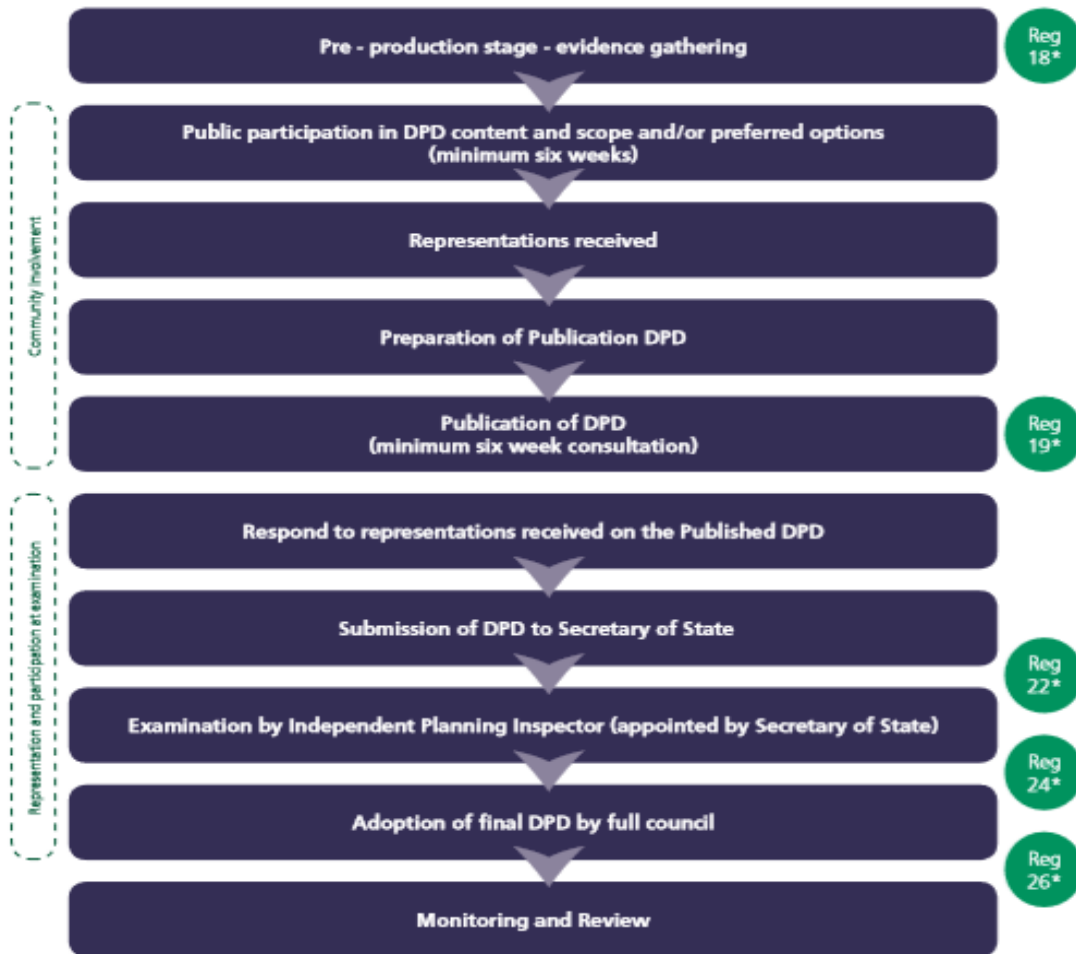 Pre - production stage - evidence gathering
Reg
18*
Public participation in DPD content and scope and/or preferred options
(minimum six weeks)
Representations received
Preparation of Publication DPD
Publication of DPD
(minimum six week consultation)
Reg
19*
Community Involvement
Respond to representations received on the Published DPD
Submission of DPD to Secretary of State
Reg
22*
Examination by Independent Planning Inspector (appointed by Secretary of State)
Reg
24*
Adoption of final DPD by full council
Reg
26*
Representation and participation at examination
Monitoring and Review